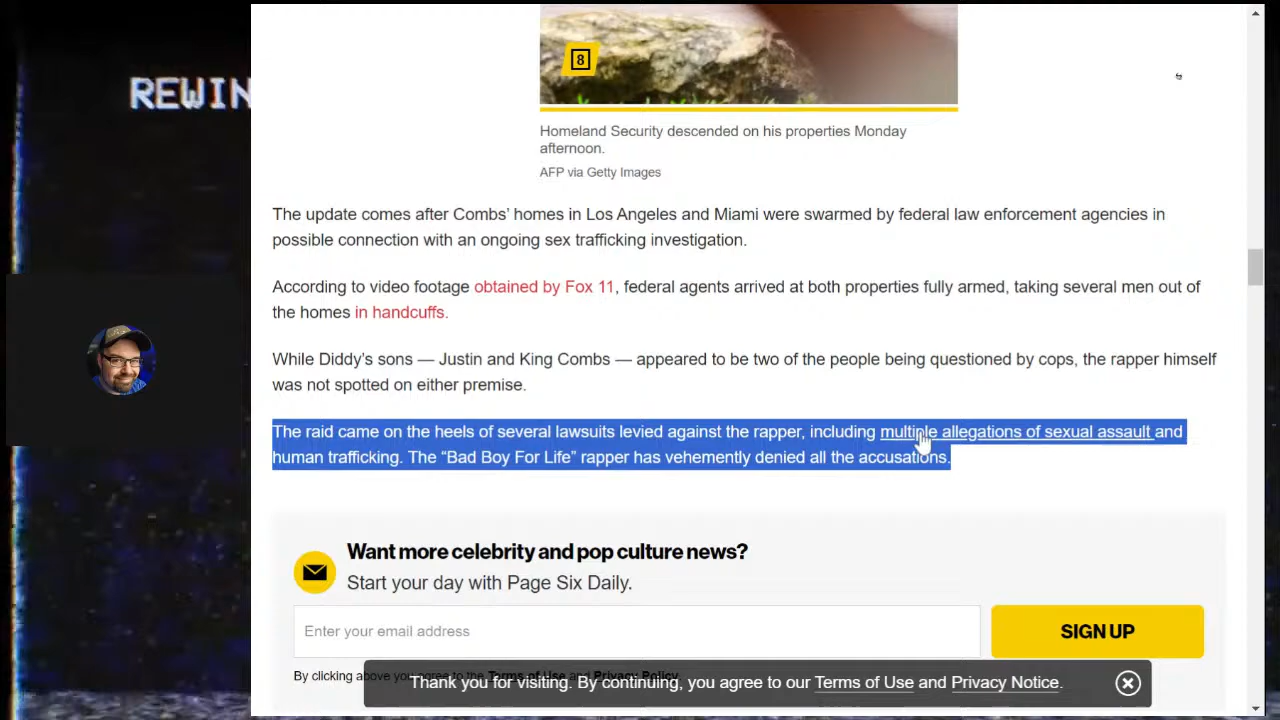 REWIN
8
Homeland Security descended on his properties Monday
afternoon.
AFP via Getty Images
The update comes after Combs’ homes in Los Angeles and Miami were swarmed by federal law enforcement agencies in
possible connection with an ongoing sex trafficking investigation.
According to video footage obtained by Fox 11, federal agents arrived at both properties fully armed, taking several men out of
the homes in handcuffs.
While Diddy’s sons — Justin and King Combs — appeared to be two of the people being questioned by cops, the rapper himself
was not spotted on either premise.
The raid came on the heels of several lawsuits levied against the rapper, including multiple allegations of sexual assault and
human trafficking. The “Bad Boy For Life” rapper has vehemently denied all the accusations.
Want more celebrity and pop culture news?
Start your day with Page Six Daily.
Enter your email address
SIGN UP
By clicking above you agree to the Terms of Use and Privacy Policy.
Thank you for visiting. By continuing, you agree to our Terms of Use and Privacy Notice.